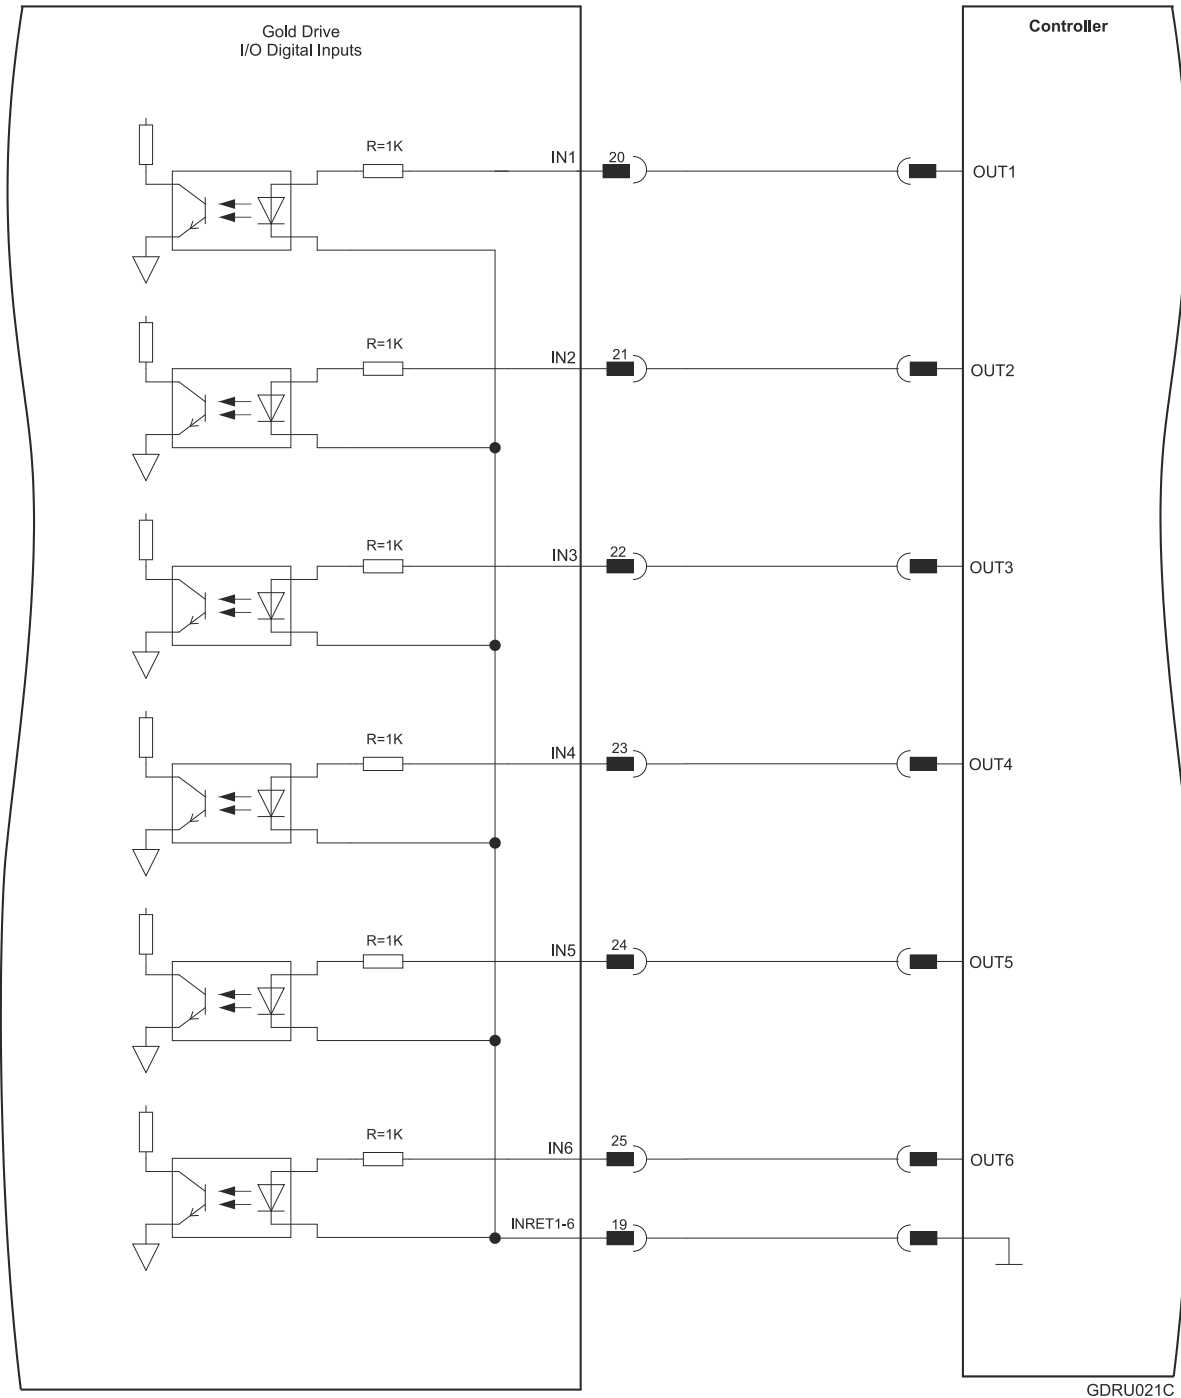 Gold Drive
I/O Digital Inputs
Controller
R=1K
IN1
20
OUT1
R=1K
IN2
21
OUT2
R=1K
IN3
22
OUT3
R=1K
IN4
23
OUT4
R=1K
IN5
24
OUT5
R=1K
IN6
25
OUT6
INRET1-6
19
GDRU021C